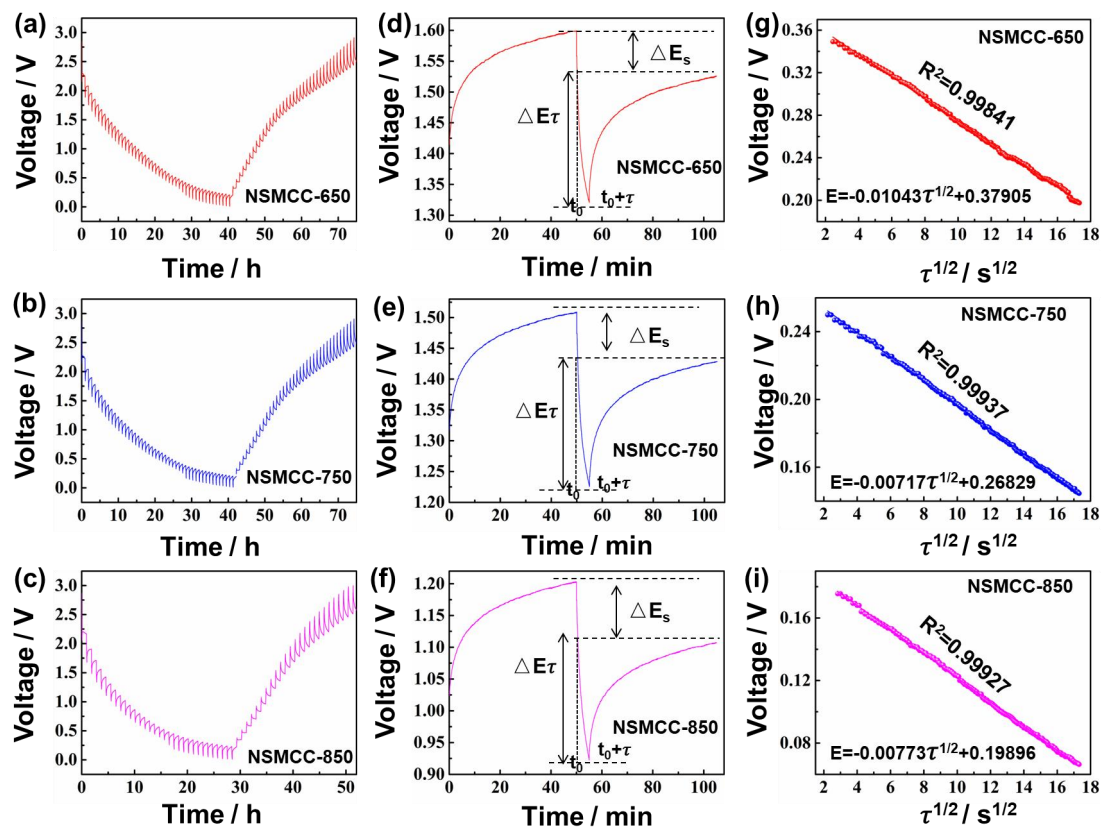 (a)
Voltage / V
3.0
2.5
2.0
1.5
1.0
0.5
0.0
NSMCC-650
0 10 20 30 40 50 60 70
Time / h
(d)
Voltage / V
1.60
1.55
1.50
1.45
1.40
1.35
1.30
△Es
△Eτ
NSMCC-650
t0
t0+τ
0 20 40 60 80 100
Time / min
(g)
Voltage / V
0.36
0.32
0.28
0.24
0.20
NSMCC-650
R2=0.99841
E=-0.01043τ1/2+0.37905
2 4 6 8 10 12 14 16 18
τ1/2/ s1/2
(b)
Voltage / V
3.0
2.5
2.0
1.5
1.0
0.5
0.0
NSMCC-750
0 10 20 30 40 50 60 70
Time / h
(e)
Voltage / V
1.50
1.45
1.40
1.35
1.30
1.25
1.20
△Es
△Eτ
NSMCC-750
t0
t0+τ
0 20 40 60 80 100
Time / min
(h)
Voltage / V
0.24
0.20
0.16
NSMCC-750
R2=0.99937
E=-0.00717τ1/2+0.26829
2 4 6 8 10 12 14 16 18
τ1/2/ s1/2
(c)
Voltage / V
3.0
2.5
2.0
1.5
1.0
0.5
0.0
NSMCC-850
0 10 20 30 40 50
Time / h
(f)
Voltage / V
1.20
1.15
1.10
1.05
1.00
0.95
0.90
△Es
△Eτ
NSMCC-850
t0
t0+τ
0 20 40 60 80 100
Time / min
(i)
Voltage / V
0.16
0.12
0.08
NSMCC-850
R2=0.99927
E=-0.00773τ1/2+0.19896
2 4 6 8 10 12 14 16 18
τ1/2/ s1/2